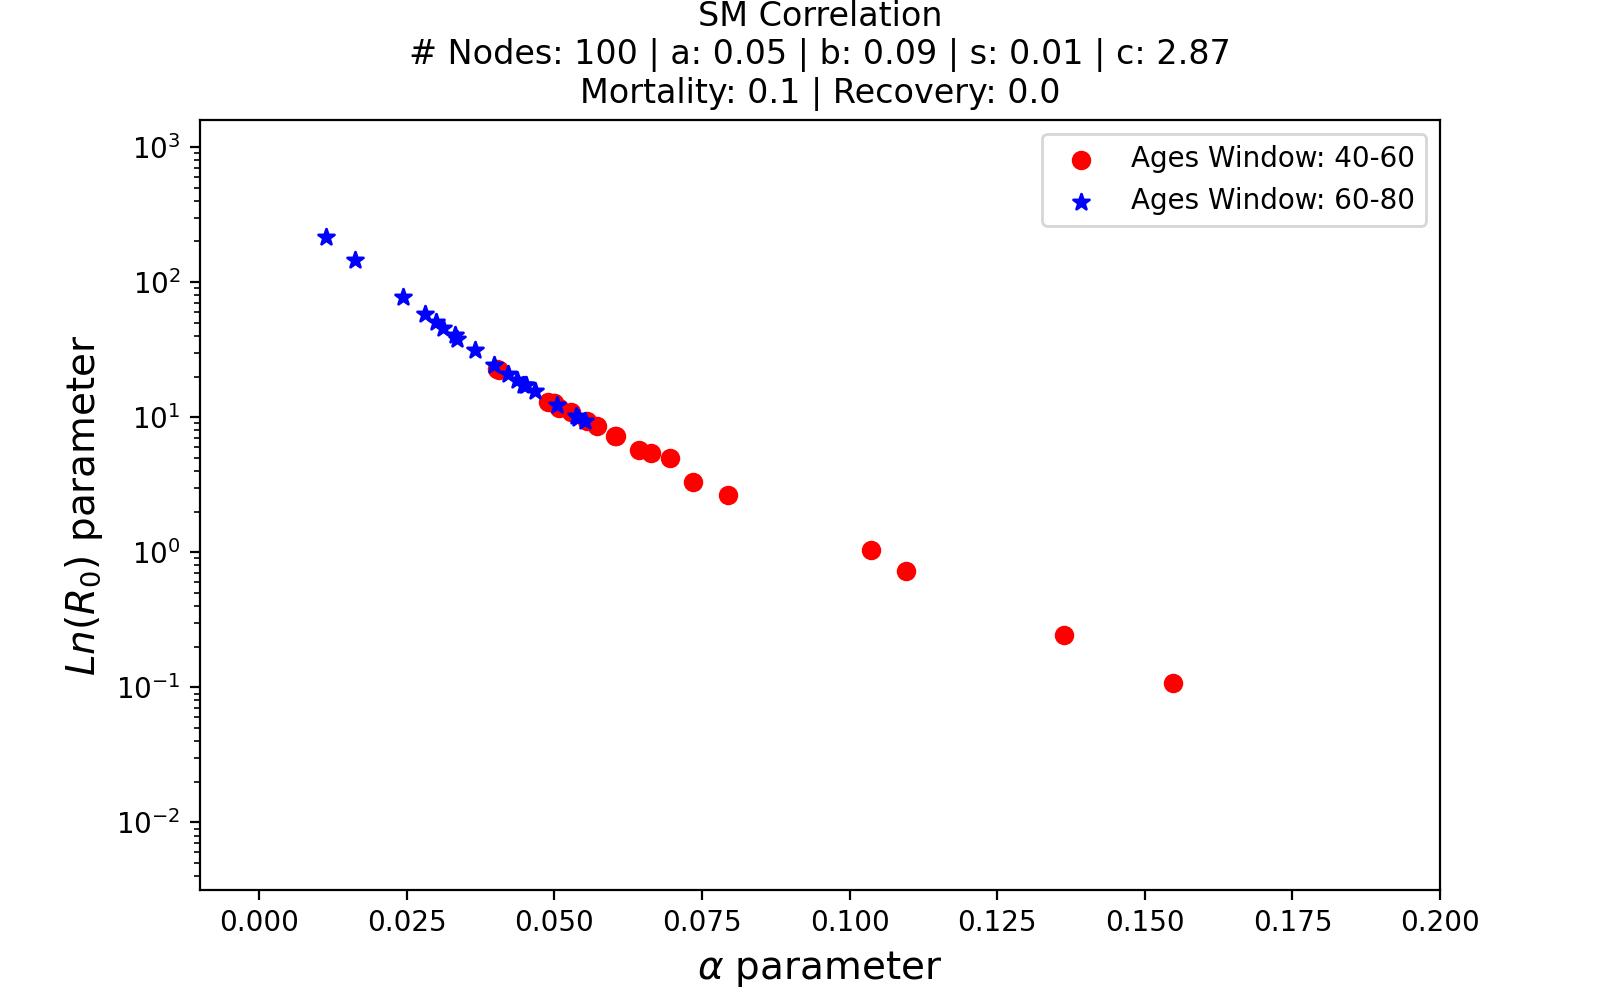 SM Correlation
# Nodes: 100 | a: 0.05 | b: 0.09 | s: 0.01 | c: 2.87
Mortality: 0.1 | Recovery: 0.0
Ages Window: 40-60
Ages Window: 60-80
10³
10²
10¹
10⁰
10⁻¹
10⁻²
Ln(R₀) parameter
0.000 0.025 0.050 0.075 0.100 0.125 0.150 0.175 0.200
α parameter